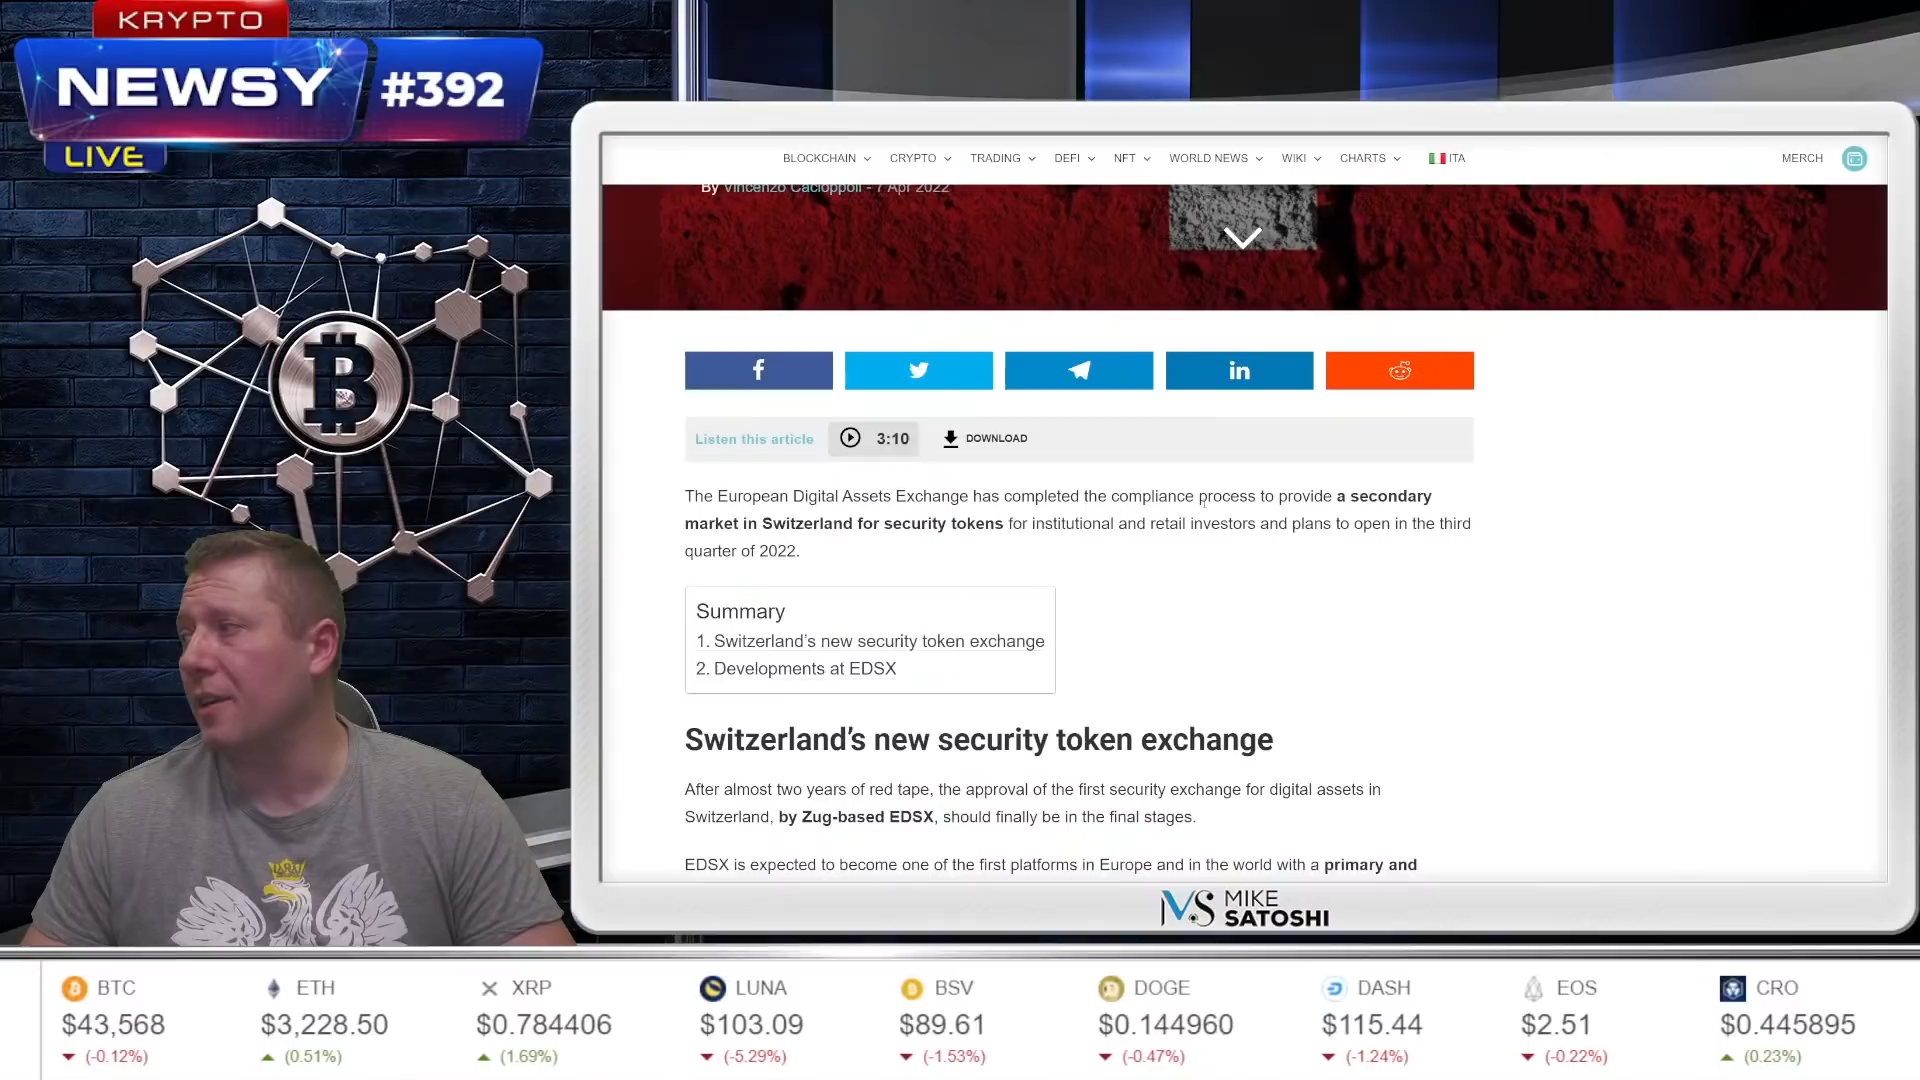 KRYPTO
NEWSY #392
LIVE
BLOCKCHAIN CRYPTO TRADING DEFI NFT WORLD NEWS WIKI CHARTS ITA MERCH
By Vincenzo Cacioppoli - 7 Apr 2022
Listen this article 3:10 DOWNLOAD
The European Digital Assets Exchange has completed the compliance process to provide a secondary
market in Switzerland for security tokens for institutional and retail investors and plans to open in the third
quarter of 2022.
Summary
1. Switzerland’s new security token exchange
2. Developments at EDSX
Switzerland’s new security token exchange
After almost two years of red tape, the approval of the first security exchange for digital assets in
Switzerland, by Zug-based EDSX, should finally be in the final stages.
EDSX is expected to become one of the first platforms in Europe and in the world with a primary and
MS MIKE
SATOSHI
BTC ETH XRP LUNA BSV DOGE DASH EOS CRO
$43,568 $3,228.50 $0.784406 $103.09 $89.61 $0.144960 $115.44 $2.51 $0.445895
(-0.12%) (0.51%) (1.69%) (-5.29%) (-1.53%) (-0.47%) (-1.24%) (-0.22%) (0.23%)